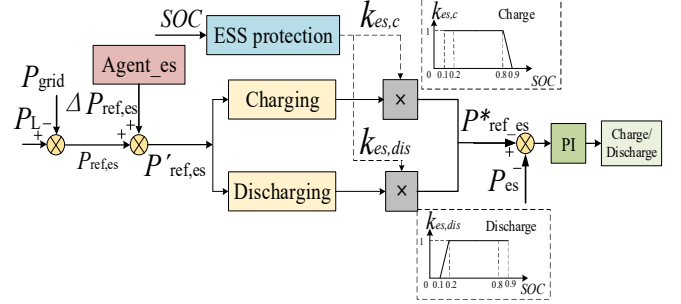 SOC
ESS protection
k_es,c
Agent_es
P_grid
ΔP_ref,es
P_L
−
+
P_ref,es
+
+
P′_ref,es
Charging
Discharging
×
×
k_es,dis
k_es,c
Charge
1
0 0.1 0.2 0.8 0.9 SOC
P*_ref_es
−
+
P_es
PI
Charge/
Discharge
k_es,dis
Discharge
1
0 0.1 0.2 0.8 0.9
SOC